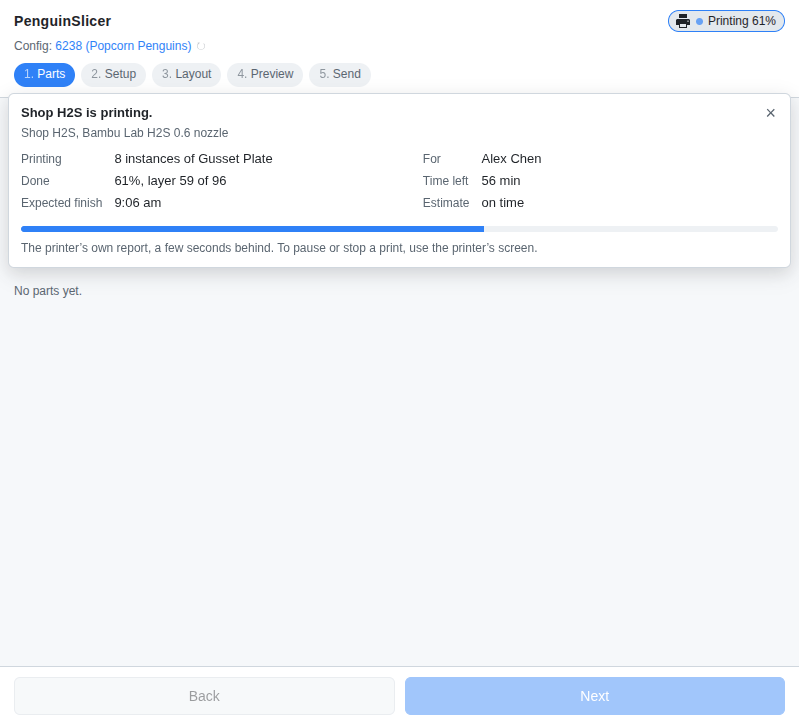 PenguinSlicer
Printing 61%
Config: 6238 (Popcorn Penguins)
1. Parts
2. Setup
3. Layout
4. Preview
5. Send
Shop H2S is printing.
×
Shop H2S, Bambu Lab H2S 0.6 nozzle
Printing 8 instances of Gusset Plate
For Alex Chen
Done 61%, layer 59 of 96
Time left 56 min
Expected finish 9:06 am
Estimate on time
The printer’s own report, a few seconds behind. To pause or stop a print, use the printer’s screen.
No parts yet.
Back
Next